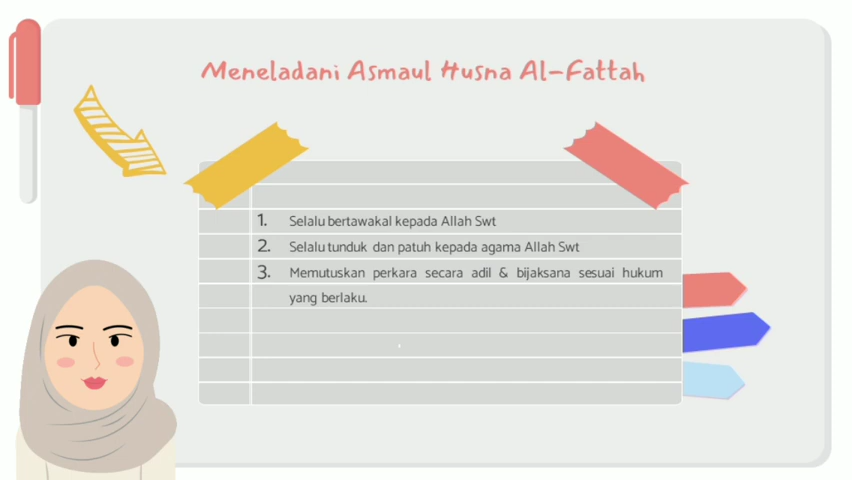 Meneladani Asmaul Husna Al-Fattah
1. Selalu bertawakal kepada Allah Swt
2. Selalu tunduk dan patuh kepada agama Allah Swt
3. Memutuskan perkara secara adil & bijaksana sesuai hukum
yang berlaku.